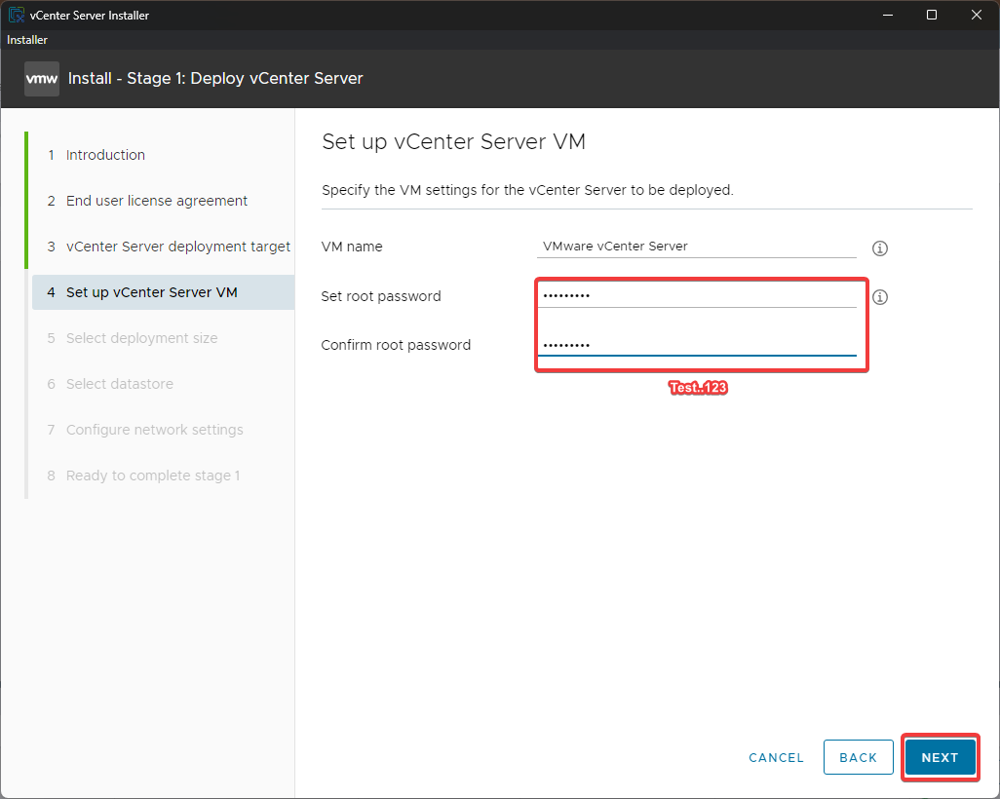 vCenter Server Installer
Installer
vmw Install - Stage 1: Deploy vCenter Server
1 Introduction
2 End user license agreement
3 vCenter Server deployment target
4 Set up vCenter Server VM
5 Select deployment size
6 Select datastore
7 Configure network settings
8 Ready to complete stage 1
Set up vCenter Server VM
Specify the VM settings for the vCenter Server to be deployed.
VM name VMware vCenter Server
Set root password •••••••••
Confirm root password •••••••••
Test..123
CANCEL BACK NEXT